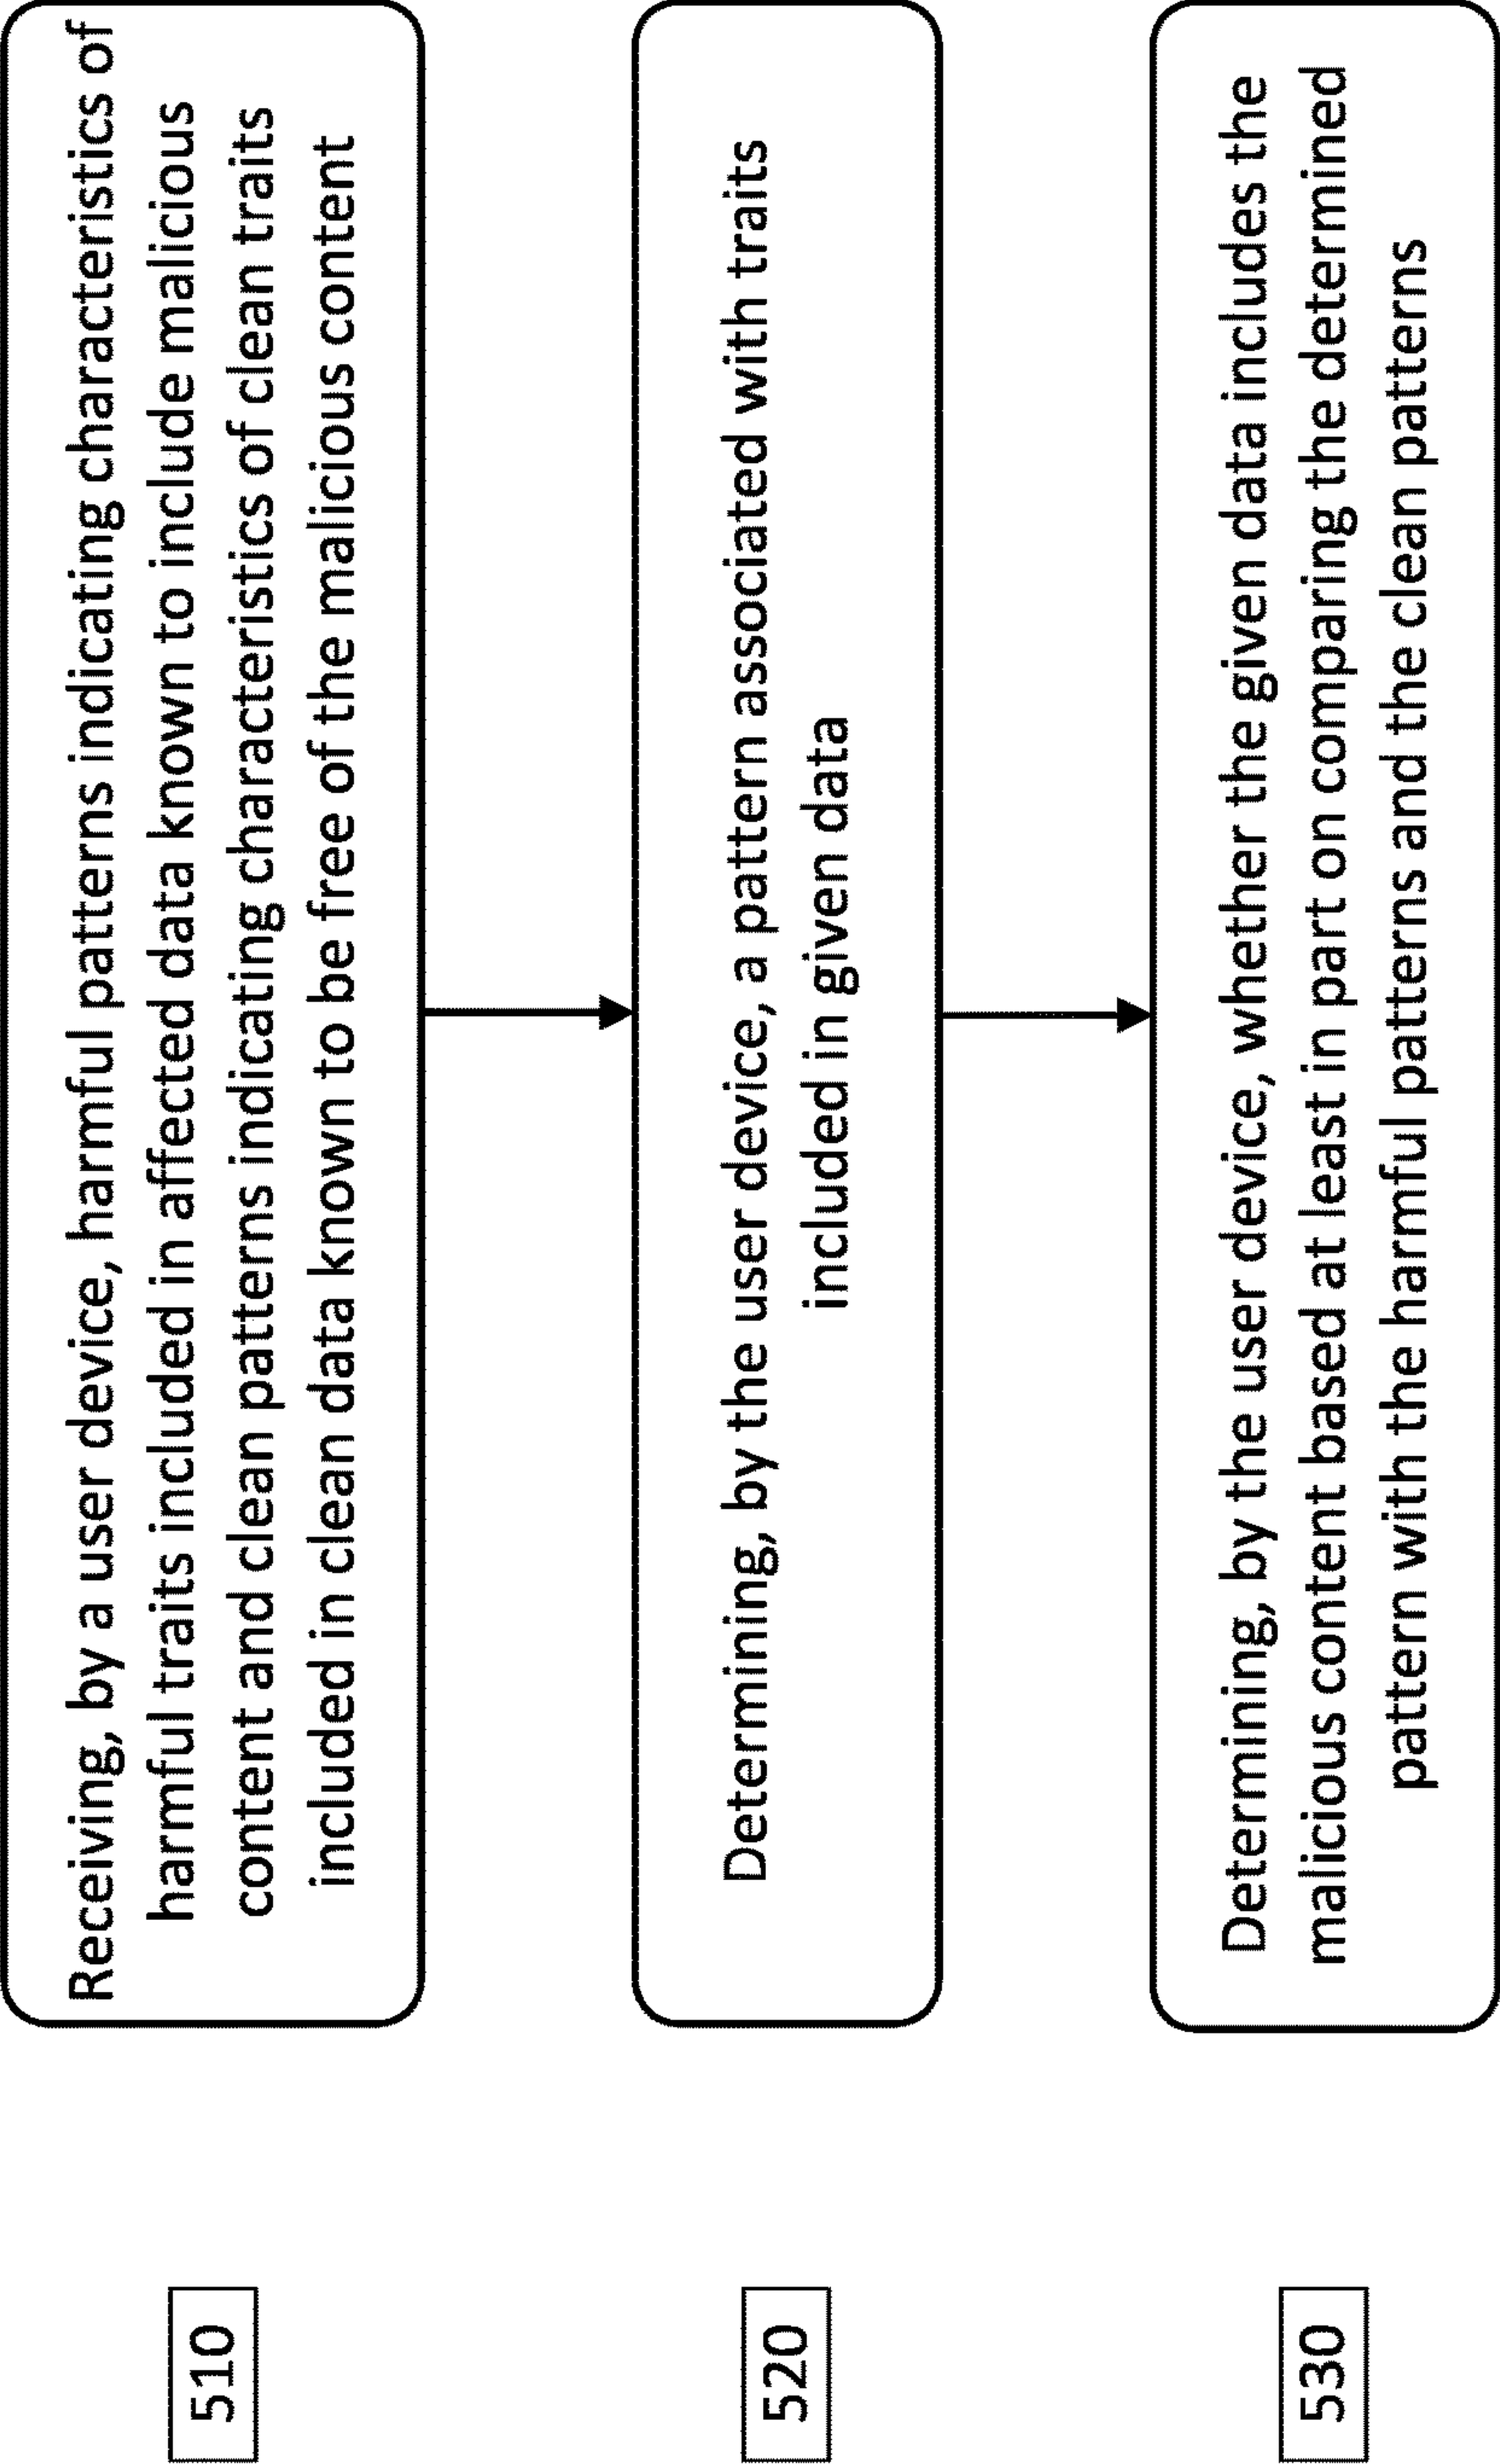 510
Receiving, by a user device, harmful patterns indicating characteristics of
harmful traits included in affected data known to include malicious
content and clean patterns indicating characteristics of clean traits
included in clean data known to be free of the malicious content
520
Determining, by the user device, a pattern associated with traits
included in given data
530
Determining, by the user device, whether the given data includes the
malicious content based at least in part on comparing the determined
pattern with the harmful patterns and the clean patterns